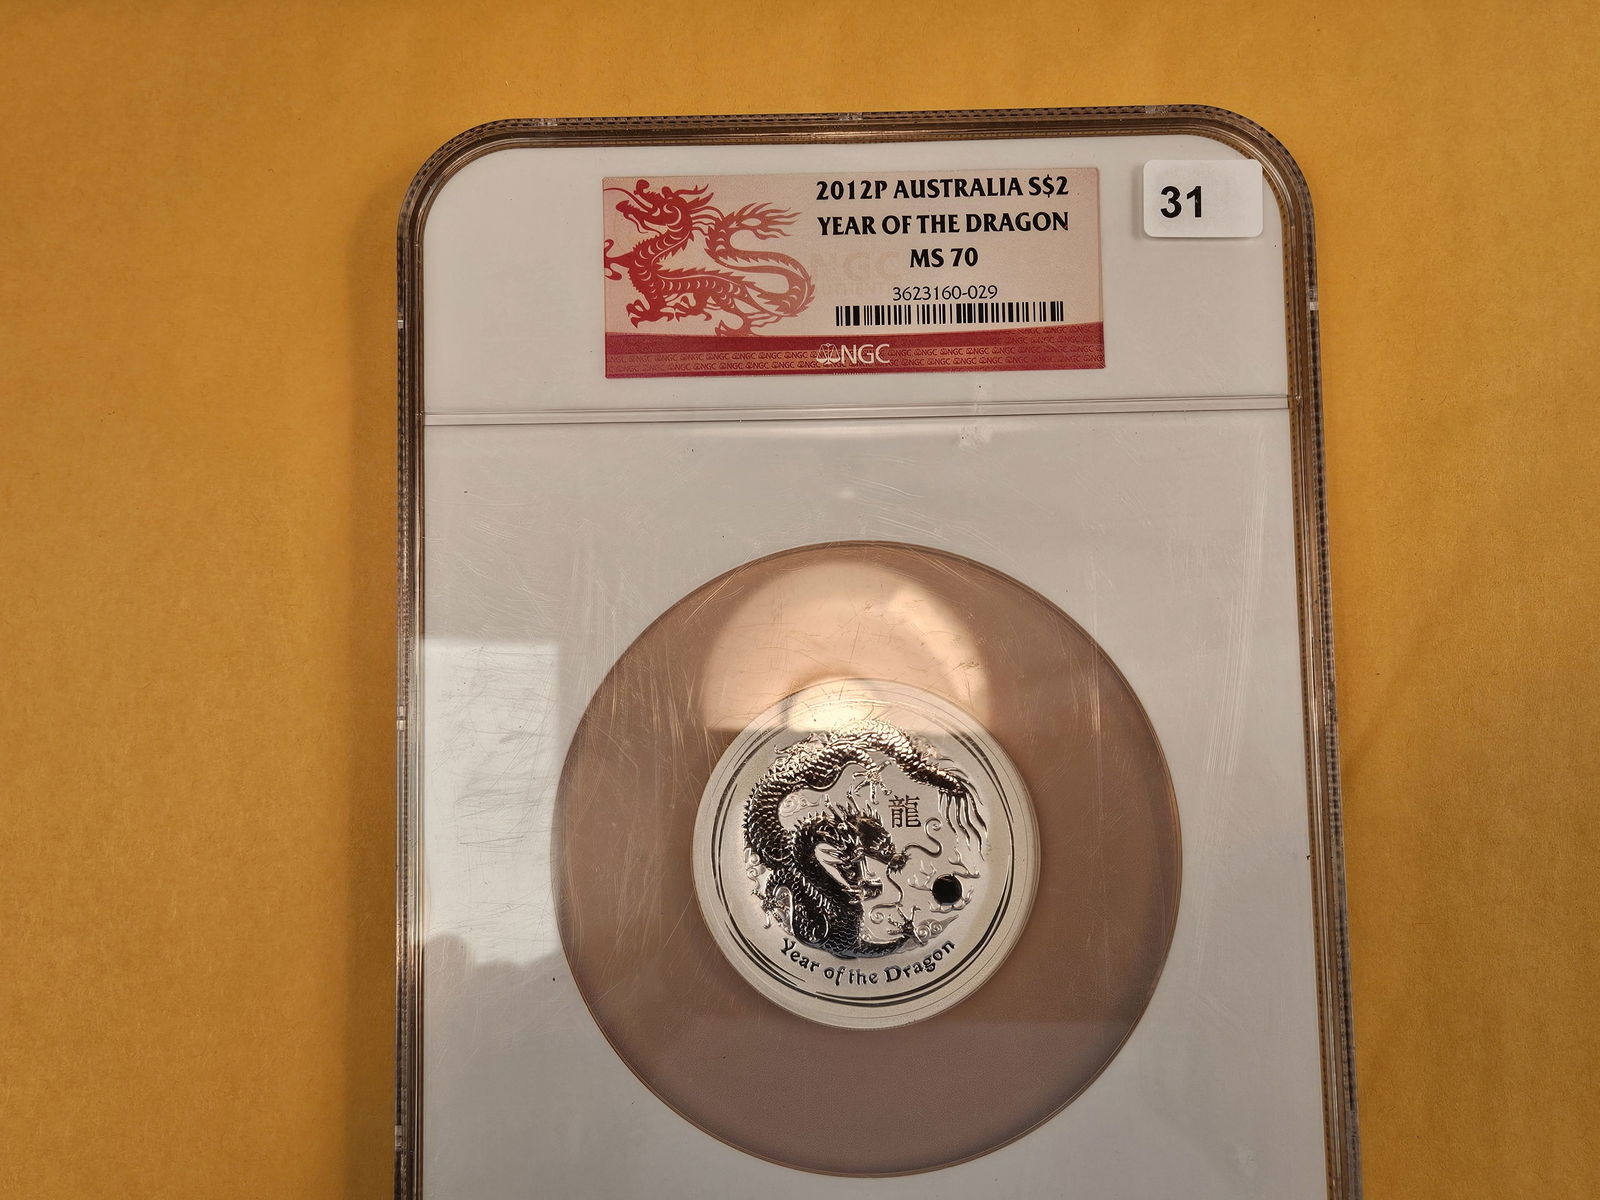 2012P AUSTRALIA S$2
YEAR OF THE DRAGON
MS 70
3623160-029
NGC
31
龍
Year of the Dragon